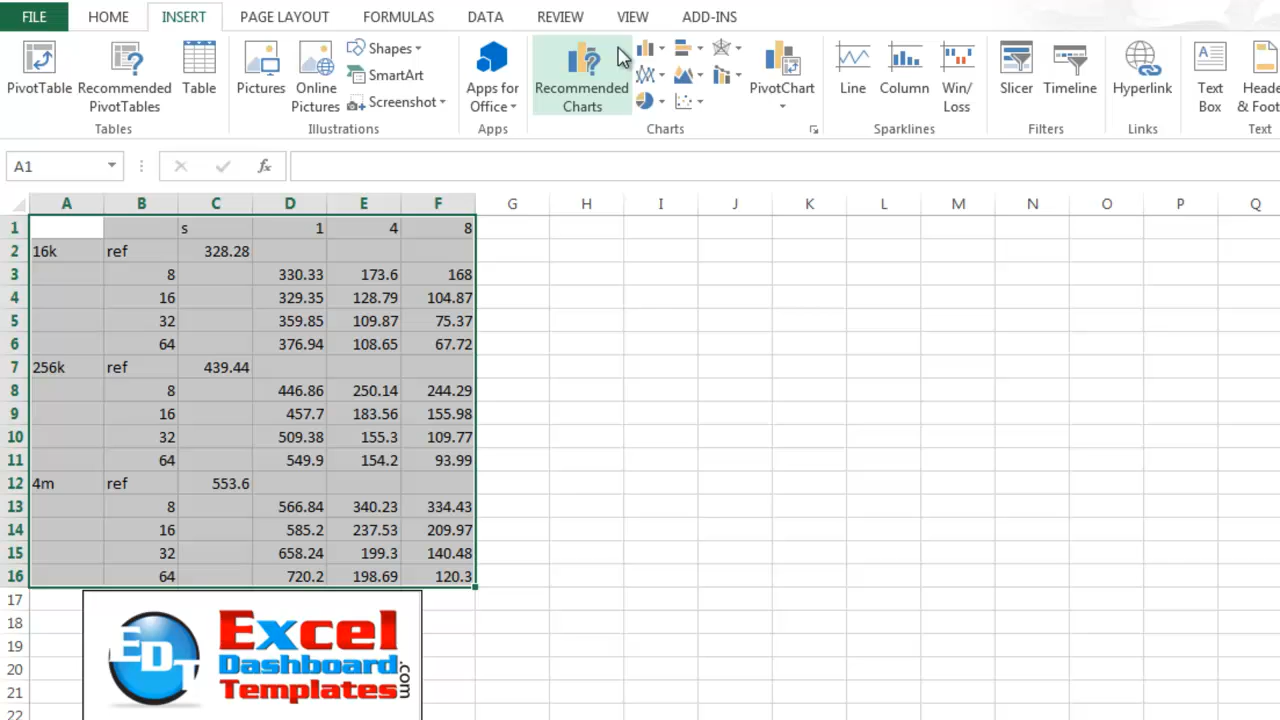 FILE HOME INSERT PAGE LAYOUT FORMULAS DATA REVIEW VIEW ADD-INS
PivotTable Recommended PivotTables Table Pictures Online Pictures Shapes SmartArt Screenshot Apps for Office Recommended Charts PivotChart Line Column Win/ Loss Slicer Timeline Hyperlink Text Box Heade & Foot
Tables Illustrations Apps Charts Sparklines Filters Links Text
A1 fx
A B C D E F G H I J K L M N O P Q
1 s 1 4 8
2 16k ref 328.28
3 8 330.33 173.6 168
4 16 329.35 128.79 104.87
5 32 359.85 109.87 75.37
6 64 376.94 108.65 67.72
7 256k ref 439.44
8 8 446.86 250.14 244.29
9 16 457.7 183.56 155.98
10 32 509.38 155.3 109.77
11 64 549.9 154.2 93.99
12 4m ref 553.6
13 8 566.84 340.23 334.43
14 16 585.2 237.53 209.97
15 32 658.24 199.3 140.48
16 64 720.2 198.69 120.3
17
18
19
20
21
22
EDT
Excel
Dashboard
Templates
.com